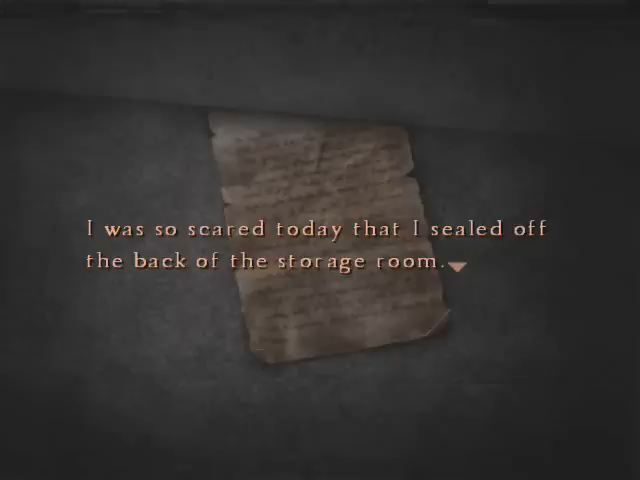 I was so scared today that I sealed off
the back of the storage room.